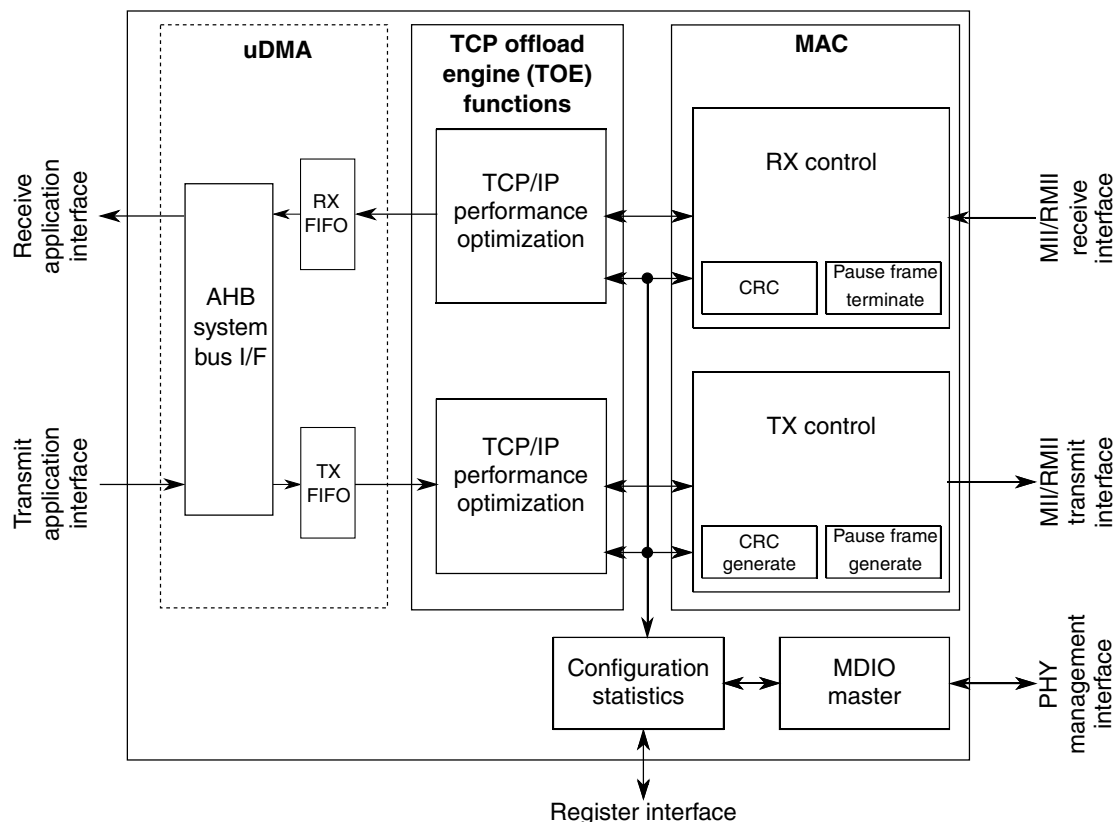 uDMA
TCP offload
engine (TOE)
functions
MAC
Receive
application
interface
AHB
system
bus I/F
RX
FIFO
TCP/IP
performance
optimization
RX control
CRC
Pause frame
terminate
MII/RMII
receive
interface
Transmit
application
interface
TX
FIFO
TCP/IP
performance
optimization
TX control
CRC
generate
Pause frame
generate
MII/RMII
transmit
interface
Configuration
statistics
MDIO
master
PHY
management
interface
Register interface